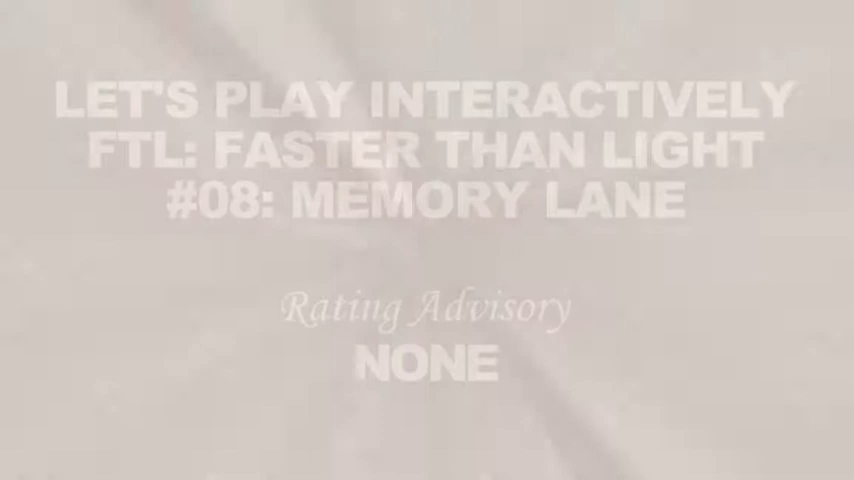 LET'S PLAY INTERACTIVELY
FTL: FASTER THAN LIGHT
#08: MEMORY LANE
Rating Advisory
NONE